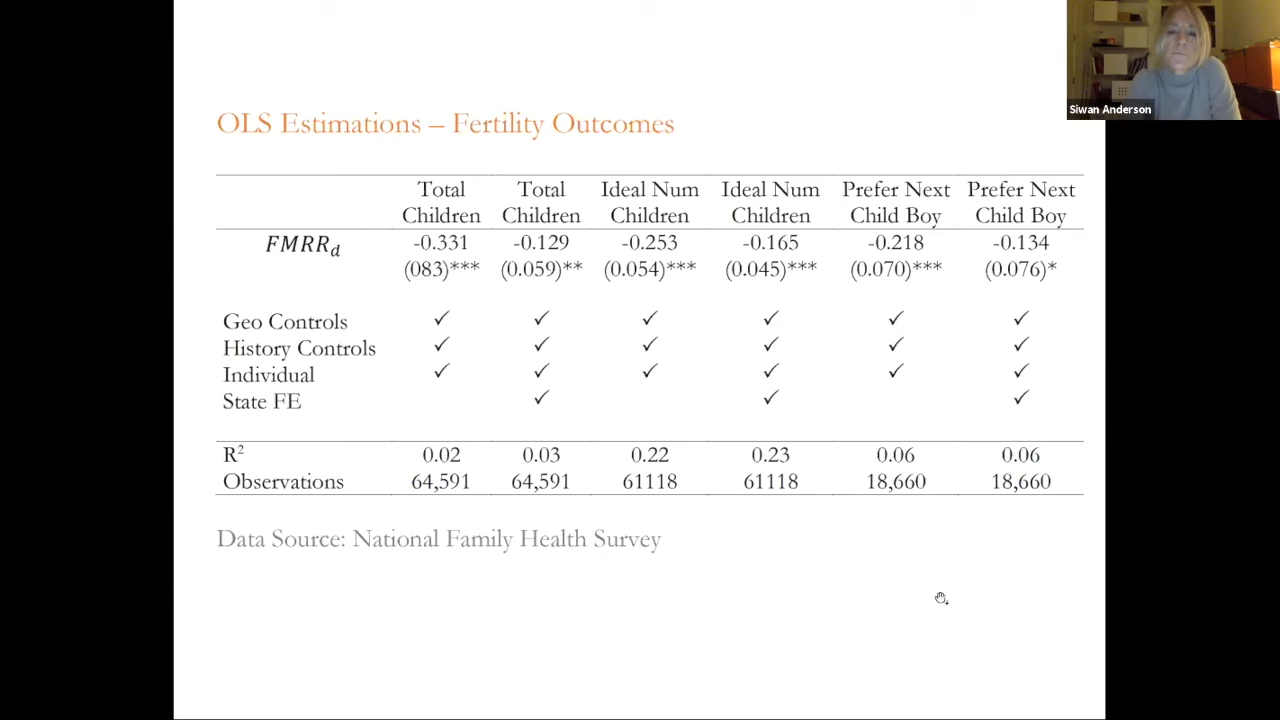 Siwan Anderson
OLS Estimations – Fertility Outcomes
Total Children Total Children Ideal Num Children Ideal Num Children Prefer Next Child Boy Prefer Next Child Boy
FMRR_d -0.331 -0.129 -0.253 -0.165 -0.218 -0.134
(083)*** (0.059)** (0.054)*** (0.045)*** (0.070)*** (0.076)*
Geo Controls ✓ ✓ ✓ ✓ ✓ ✓
History Controls ✓ ✓ ✓ ✓ ✓ ✓
Individual ✓ ✓ ✓ ✓ ✓ ✓
State FE ✓ ✓ ✓
R² 0.02 0.03 0.22 0.23 0.06 0.06
Observations 64,591 64,591 61118 61118 18,660 18,660
Data Source: National Family Health Survey